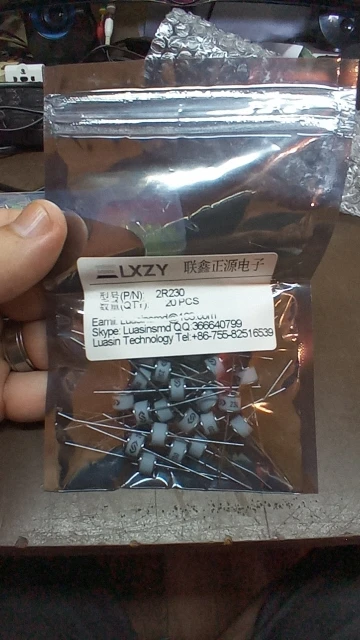 LXZY 联鑫正源电子
型号(P/N): 2R230
数量(QTY): 20 PCS
Skype: Luasinsmd QQ:366640799
Luasin Technology Tel:+86-755-82516539